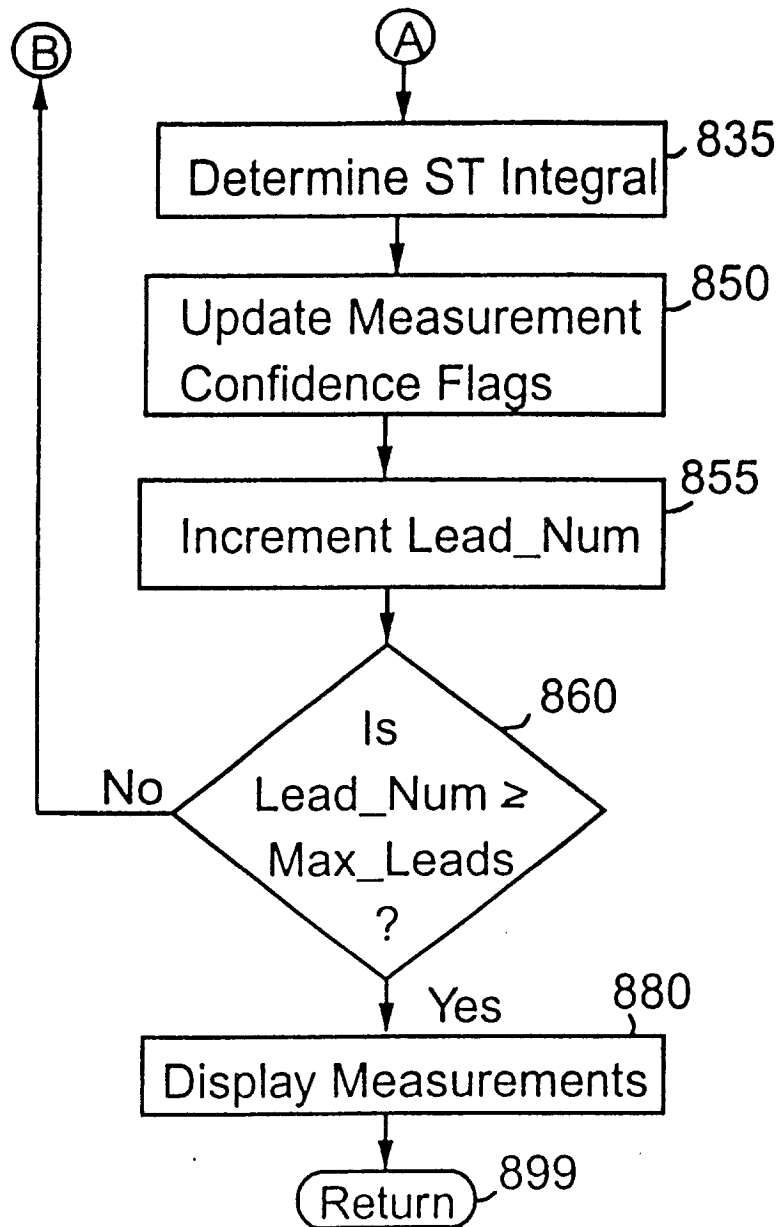 B
A
835
Determine ST Integral
850
Update Measurement
Confidence Flags
855
Increment Lead_Num
860
Is
Lead_Num ≥
Max_Leads
?
No
Yes
880
Display Measurements
899
Return